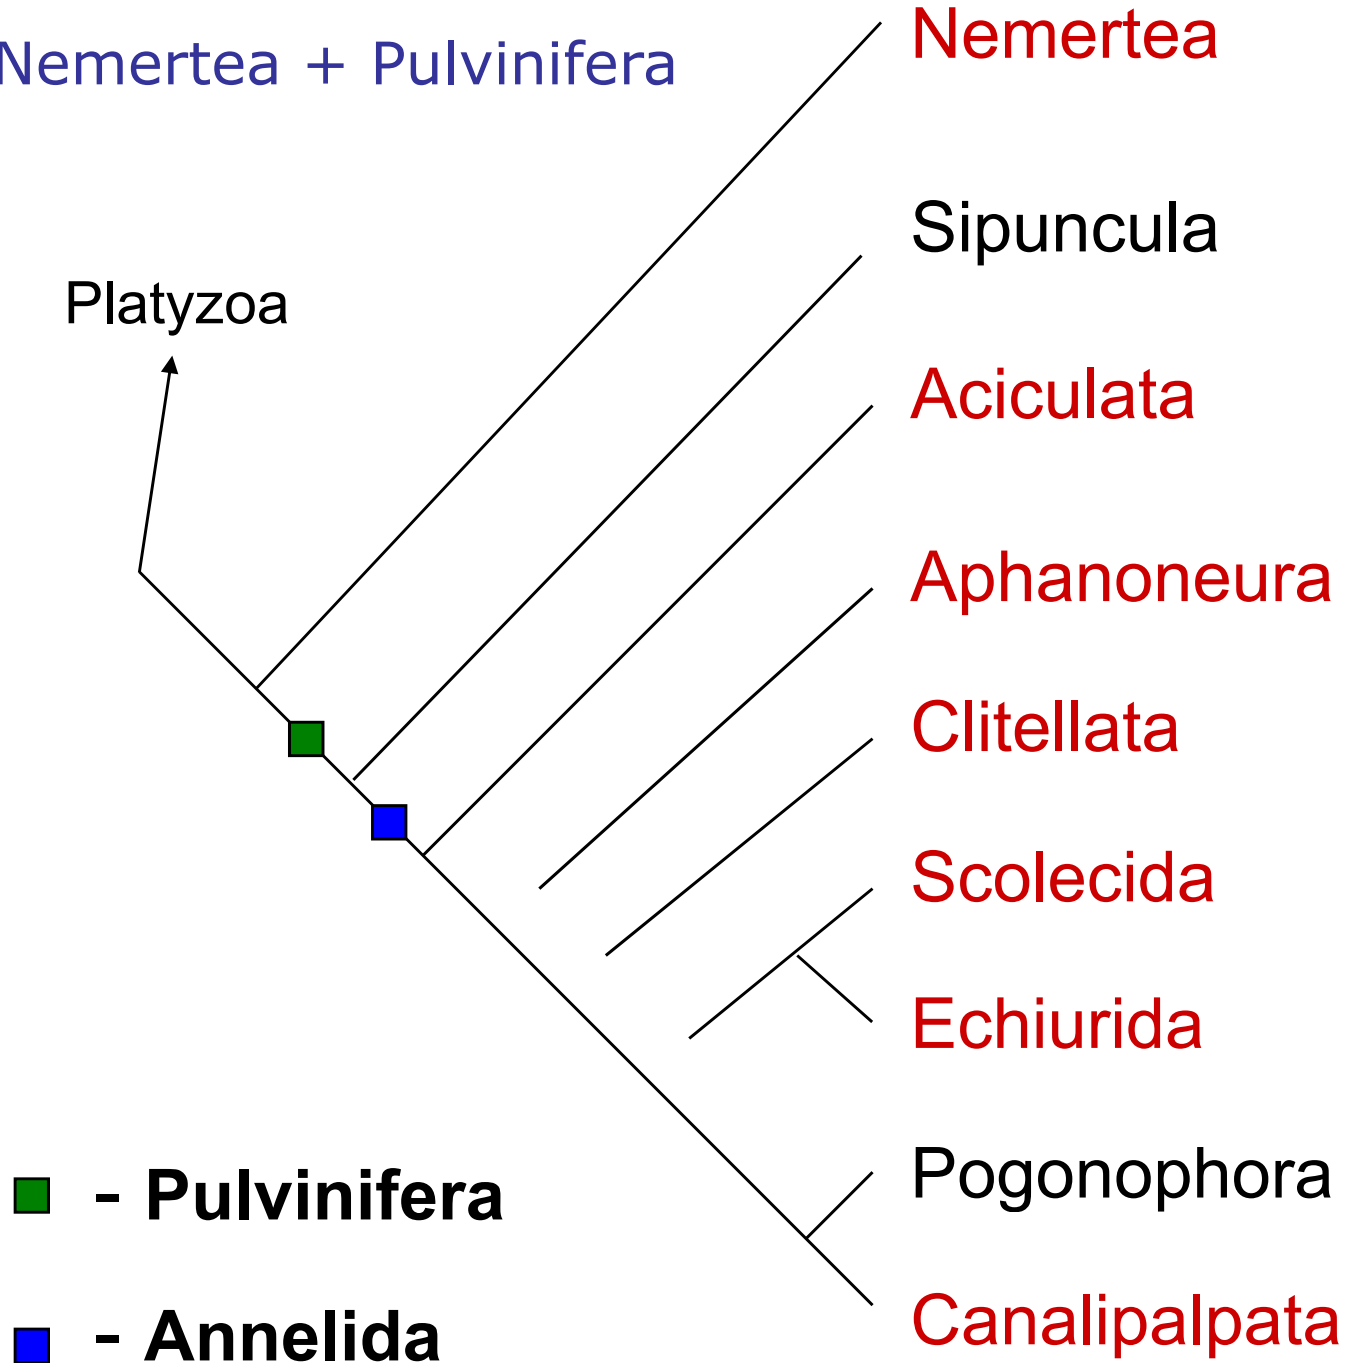 Nemertea + Pulvinifera
Nemertea
Sipuncula
Platyzoa
Aciculata
Aphanoneura
Clitellata
Scolecida
Echiurida
Pogonophora
- Pulvinifera
Canalipalpata
- Annelida